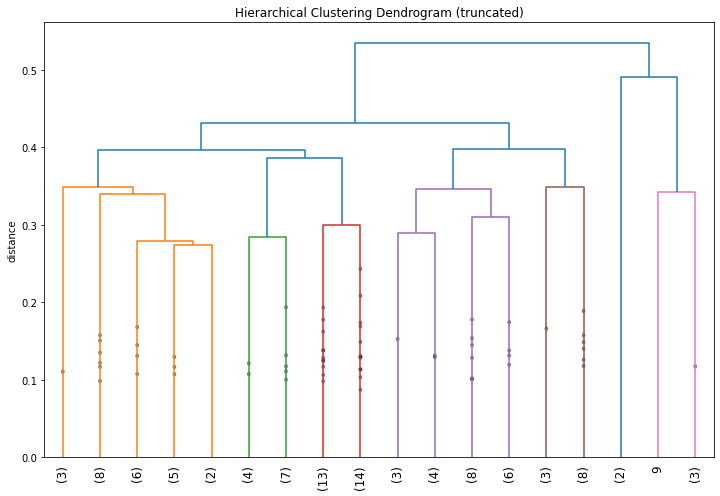 Hierarchical Clustering Dendrogram (truncated)
distance
0.5
0.4
0.3
0.2
0.1
0.0
(3) (8) (6) (5) (2) (4) (7) (13) (14) (3) (4) (8) (6) (3) (8) (2) 9 (3)